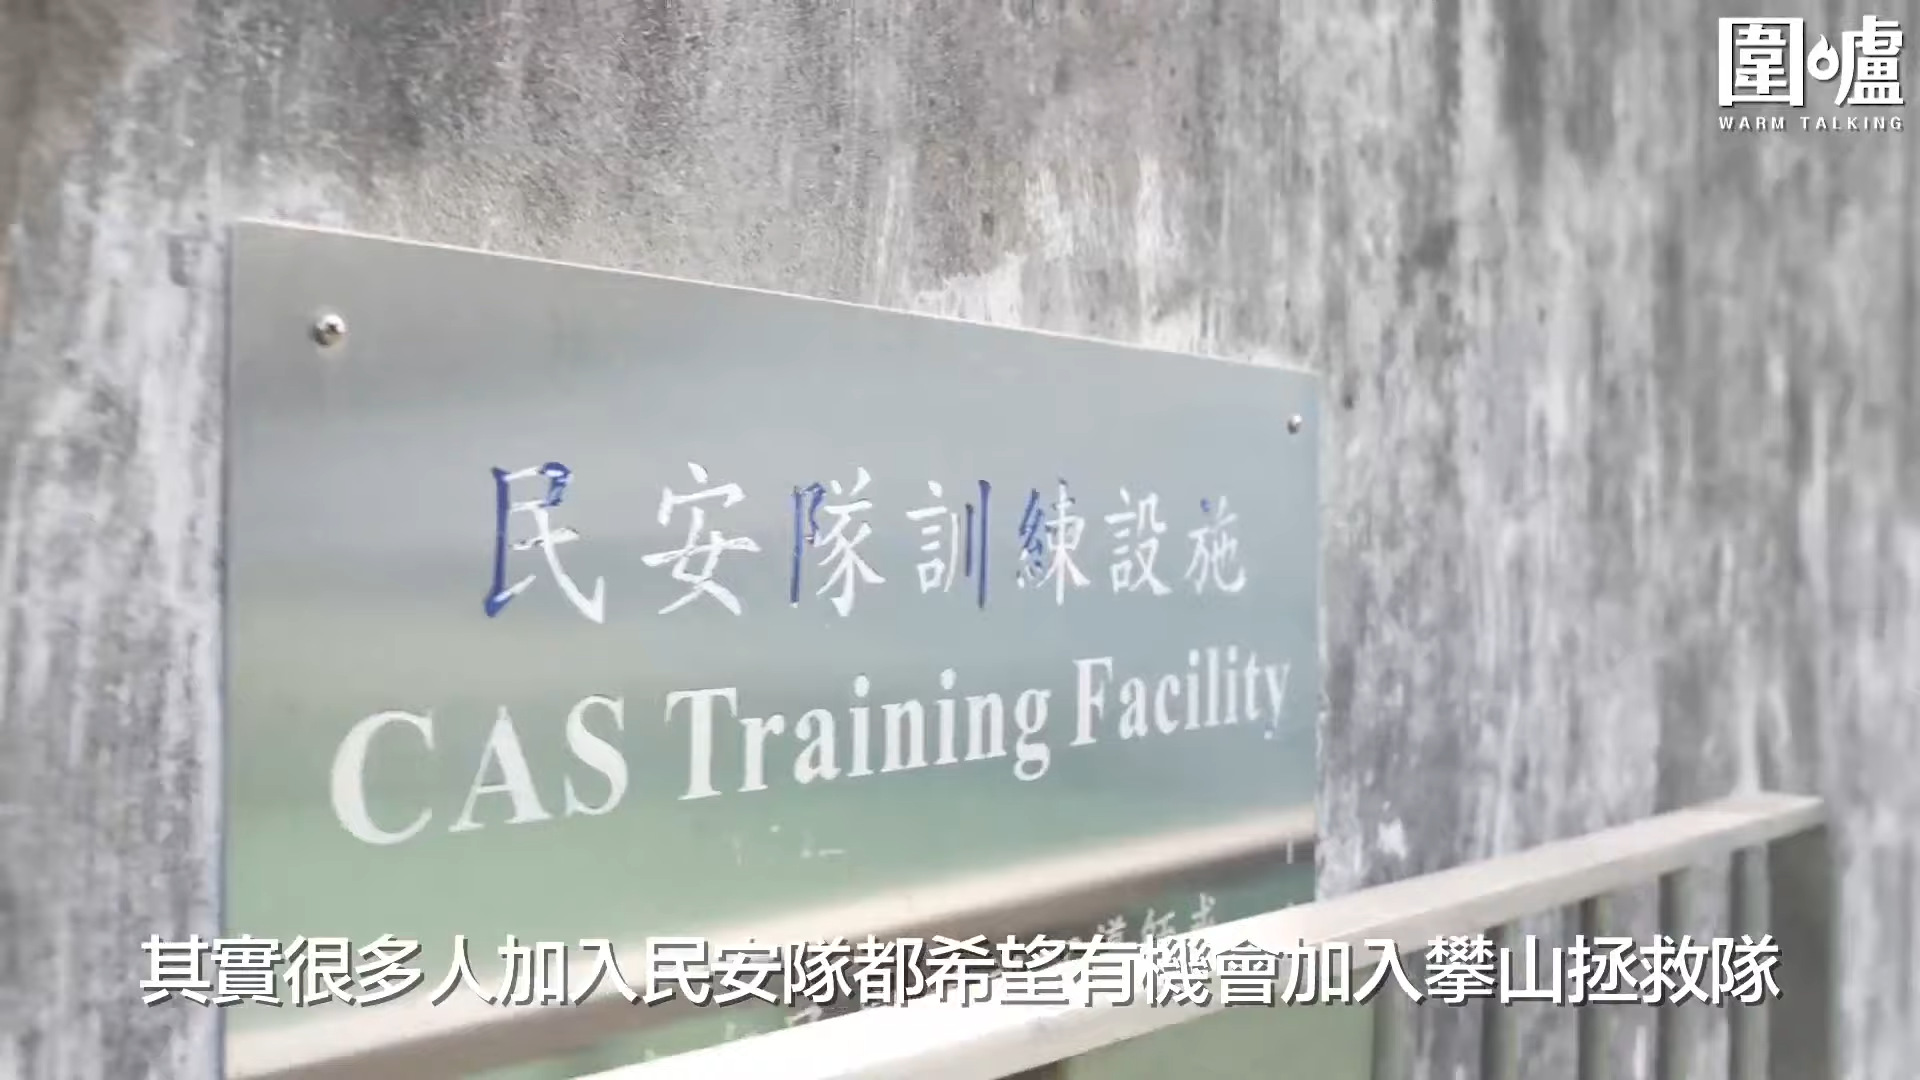 圍爐
WARM TALKING
民安隊訓練設施
CAS Training Facility
其實很多人加入民安隊都希望有機會加入攀山拯救隊